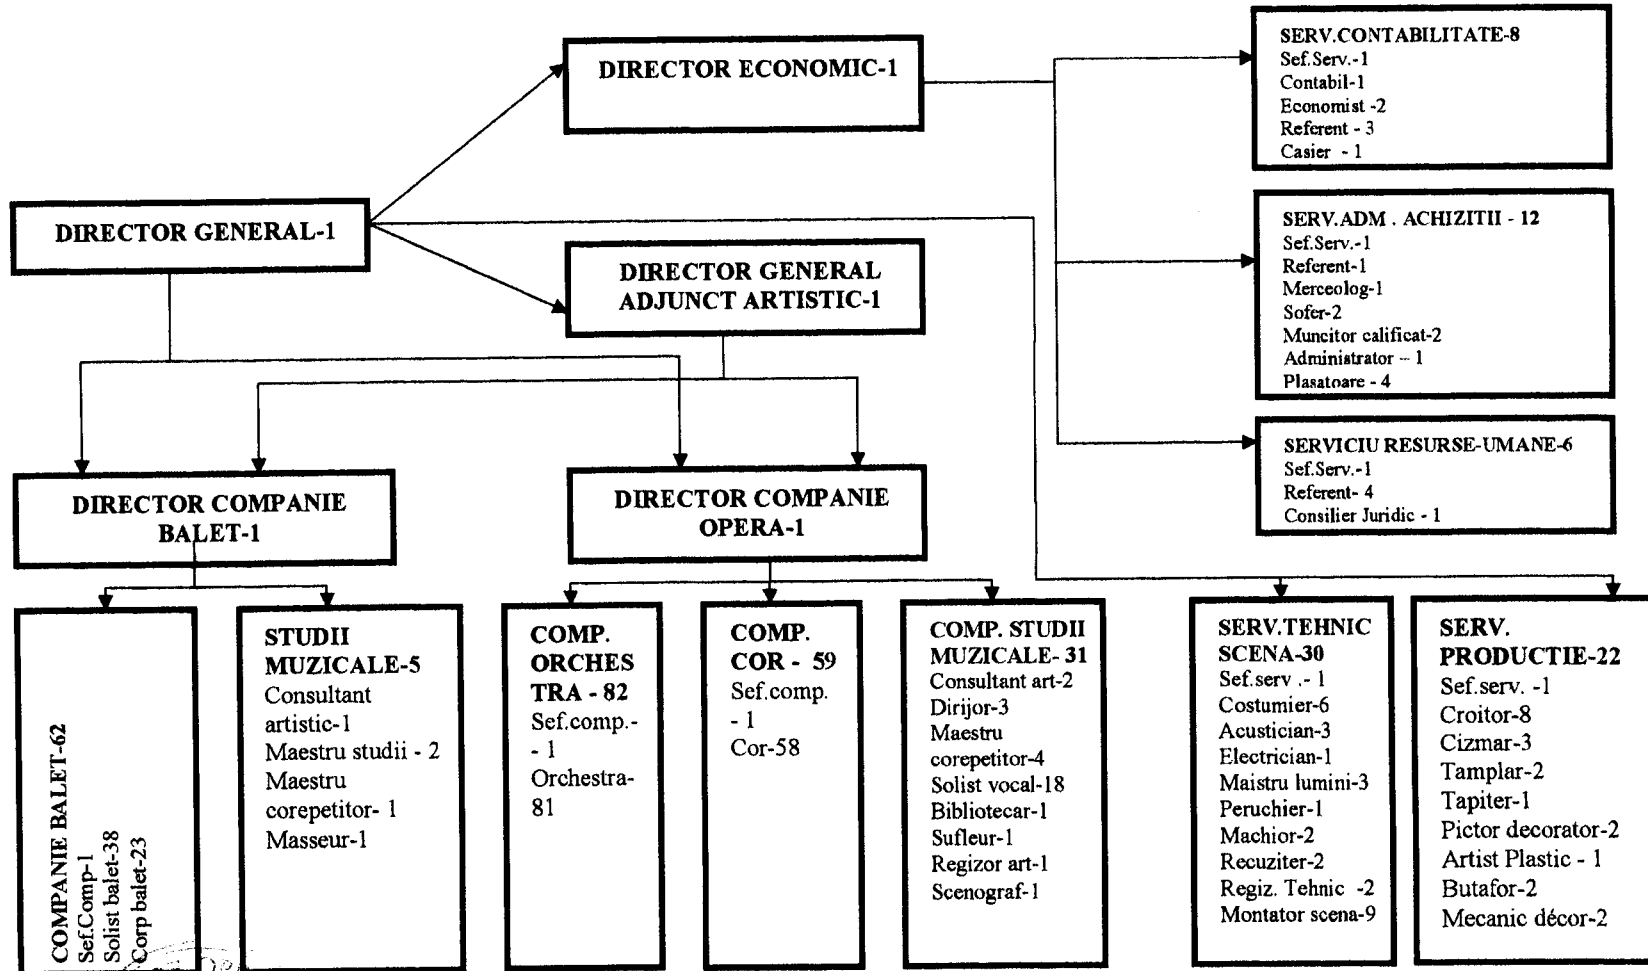 DIRECTOR ECONOMIC-1
SERV.CONTABILITATE-8
Sef.Serv.-1
Contabil-1
Economist -2
Referent - 3
Casier - 1
DIRECTOR GENERAL-1
DIRECTOR GENERAL
ADJUNCT ARTISTIC-1
SERV.ADM . ACHIZITII - 12
Sef.Serv.-1
Referent-1
Merceolog-1
Sofer-2
Muncitor calificat-2
Administrator – 1
Plasatoare - 4
SERVICIU RESURSE-UMANE-6
Sef.Serv.-1
Referent- 4
Consilier Juridic - 1
DIRECTOR COMPANIE
BALET-1
DIRECTOR COMPANIE
OPERA-1
COMPANIE BALET-62
Sef.Comp-1
Solist balet-38
Corp balet-23
STUDII
MUZICALE-5
Consultant
artistic-1
Maestru studii - 2
Maestru
corepetitor- 1
Masseur-1
COMP.
ORCHES
TRA - 82
Sef.comp.-
- 1
Orchestra-
81
COMP.
COR - 59
Sef.comp.
- 1
Cor-58
COMP. STUDII
MUZICALE- 31
Consultant art-2
Dirijor-3
Maestru
corepetitor-4
Solist vocal-18
Bibliotecar-1
Sufleur-1
Regizor art-1
Scenograf-1
SERV.TEHNIC
SCENA-30
Sef.serv .- 1
Costumier-6
Acustician-3
Electrician-1
Maistru lumini-3
Peruchier-1
Machior-2
Recuziter-2
Regiz. Tehnic -2
Montator scena-9
SERV.
PRODUCTIE-22
Sef.serv. -1
Croitor-8
Cizmar-3
Tamplar-2
Tapiter-1
Pictor decorator-2
Artist Plastic - 1
Butafor-2
Mecanic décor-2